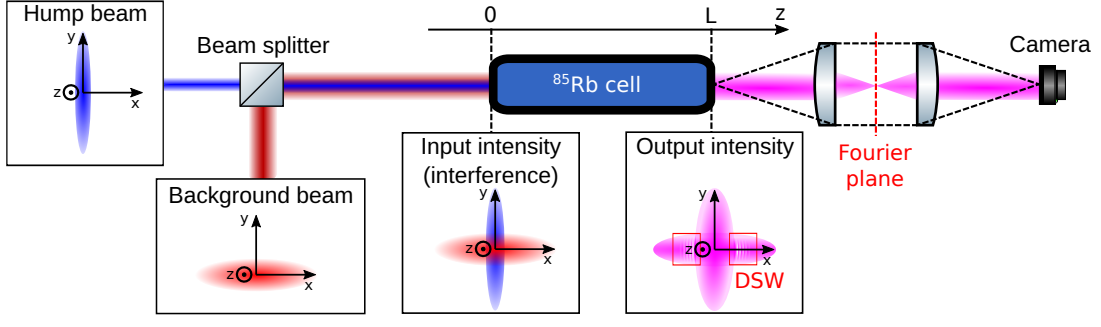 Hump beam
y
z
x
Beam splitter
0
L
z
⁸⁵Rb cell
Camera
Fourier
plane
Background beam
y
z
x
Input intensity
(interference)
y
z
x
Output intensity
y
z
x
DSW